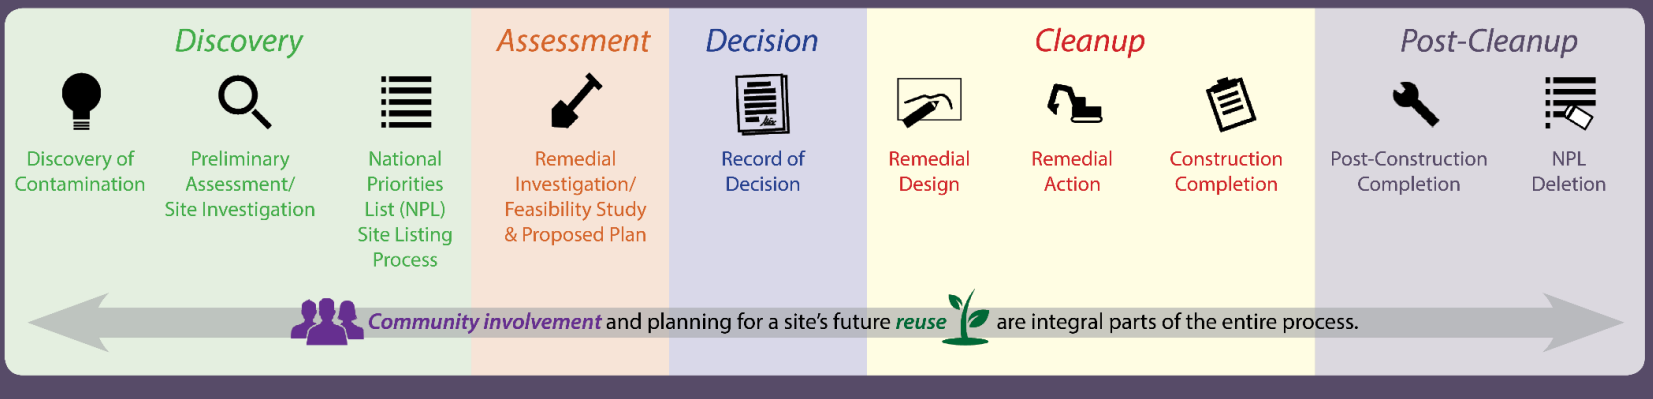 Discovery
Discovery of
Contamination
Preliminary
Assessment/
Site Investigation
National
Priorities
List (NPL)
Site Listing
Process
Assessment
Remedial
Investigation/
Feasibility Study
& Proposed Plan
Decision
Record of
Decision
Cleanup
Remedial
Design
Remedial
Action
Construction
Completion
Post-Cleanup
Post-Construction
Completion
NPL
Deletion
Community involvement and planning for a site's future reuse are integral parts of the entire process.